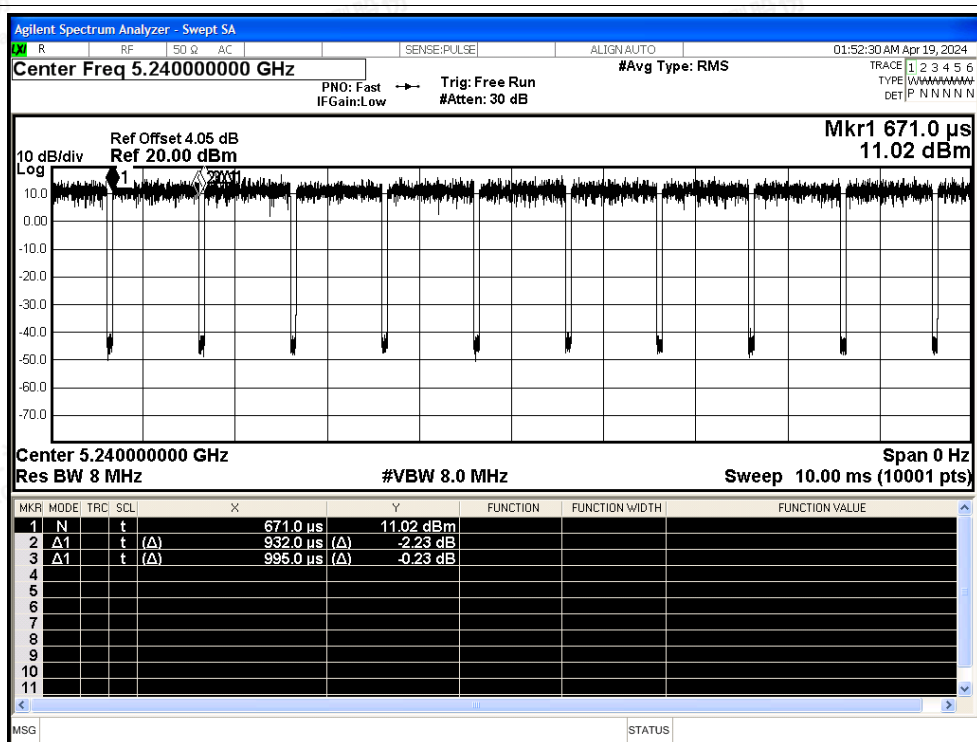 Agilent Spectrum Analyzer - Swept SA
LXI R RF 50 Ω AC SENSE:PULSE ALIGN AUTO 01:52:30 AM Apr 19, 2024
Center Freq 5.240000000 GHz #Avg Type: RMS TRACE 1 2 3 4 5 6
PNO: Fast Trig: Free Run TYPE
IFGain:Low #Atten: 30 dB DET P N N N N N
Mkr1 671.0 µs
Ref Offset 4.05 dB
10 dB/div Ref 20.00 dBm 11.02 dBm
Log
1
10.0
0.00
-10.0
-20.0
-30.0
-40.0
-50.0
-60.0
-70.0
Center 5.240000000 GHz Span 0 Hz
Res BW 8 MHz #VBW 8.0 MHz Sweep 10.00 ms (10001 pts)
MKR MODE TRC SCL X Y FUNCTION FUNCTION WIDTH FUNCTION VALUE
1 N t 671.0 µs 11.02 dBm
2 Δ1 t (Δ) 932.0 µs (Δ) -2.23 dB
3 Δ1 t (Δ) 995.0 µs (Δ) -0.23 dB
4
5
6
7
8
9
10
11
MSG STATUS